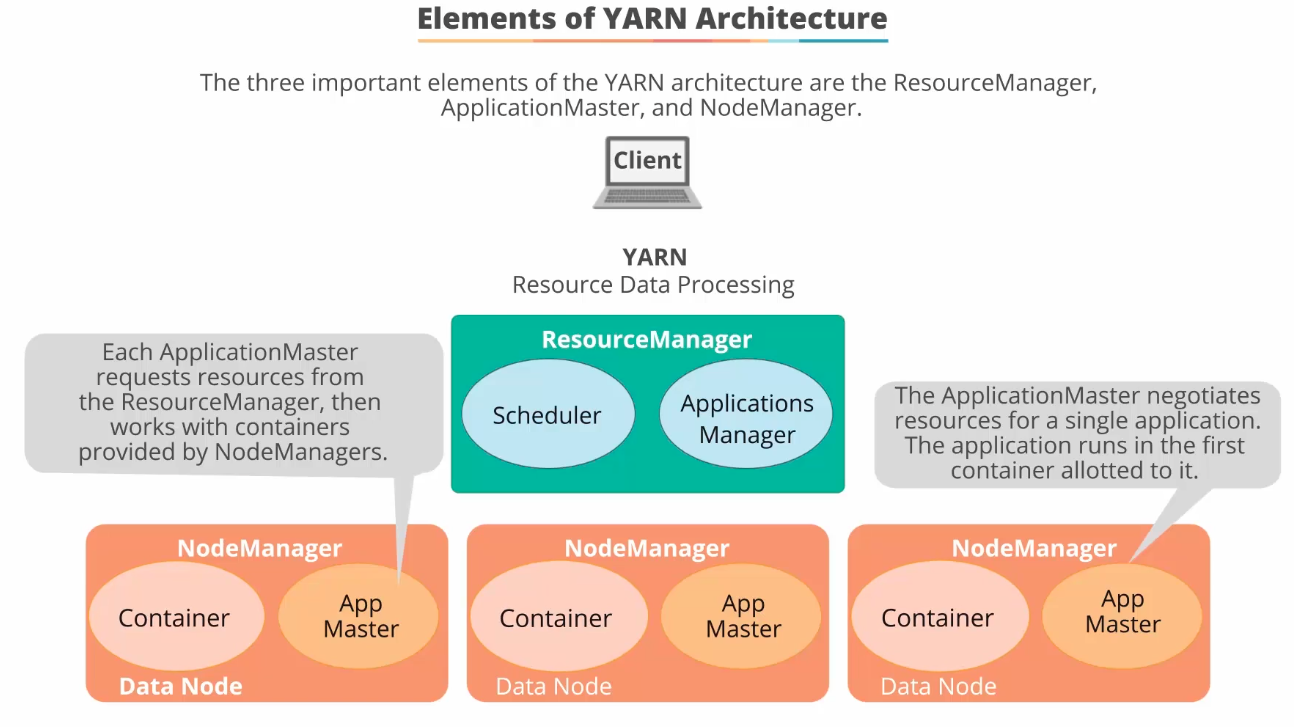 Elements of YARN Architecture
The three important elements of the YARN architecture are the ResourceManager,
ApplicationMaster, and NodeManager.
Client
YARN
Resource Data Processing
Each ApplicationMaster
requests resources from
the ResourceManager, then
works with containers
provided by NodeManagers.
ResourceManager
Scheduler
Applications
Manager
The ApplicationMaster negotiates
resources for a single application.
The application runs in the first
container allotted to it.
NodeManager
Container
App
Master
Data Node
NodeManager
Container
App
Master
Data Node
NodeManager
Container
App
Master
Data Node